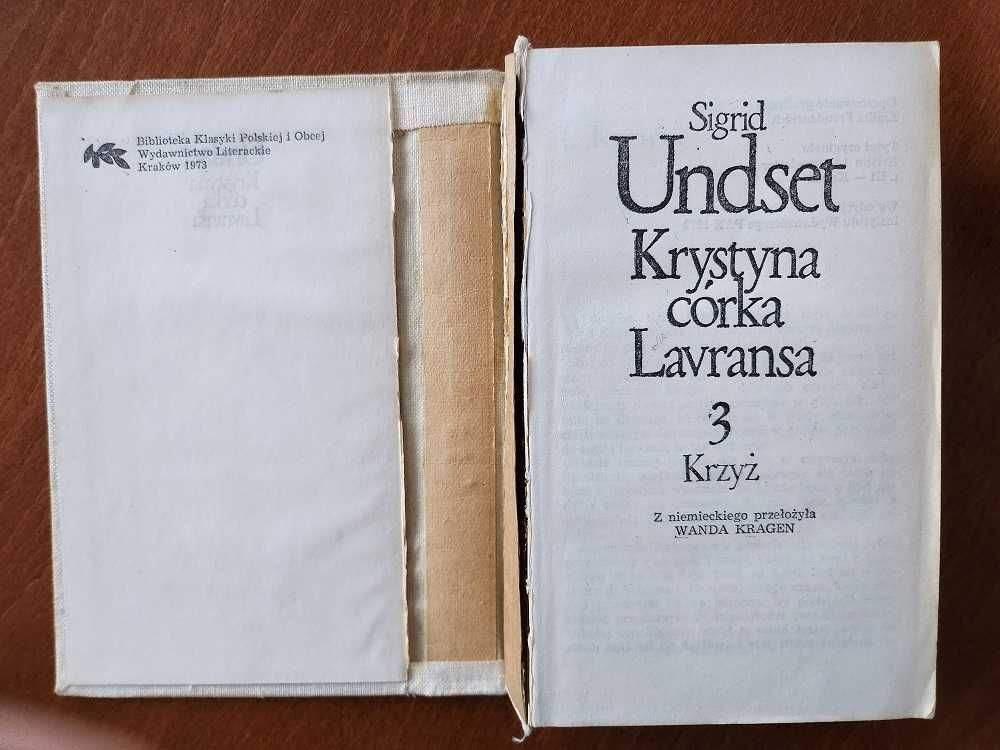 Biblioteka Klasyki Polskiej i Obcej
Wydawnictwo Literackie
Kraków 1973
Sigrid
Undset
Krystyna
córka
Lavransa
3
Krzyż
Z niemieckiego przełożyła
WANDA KRAGEN